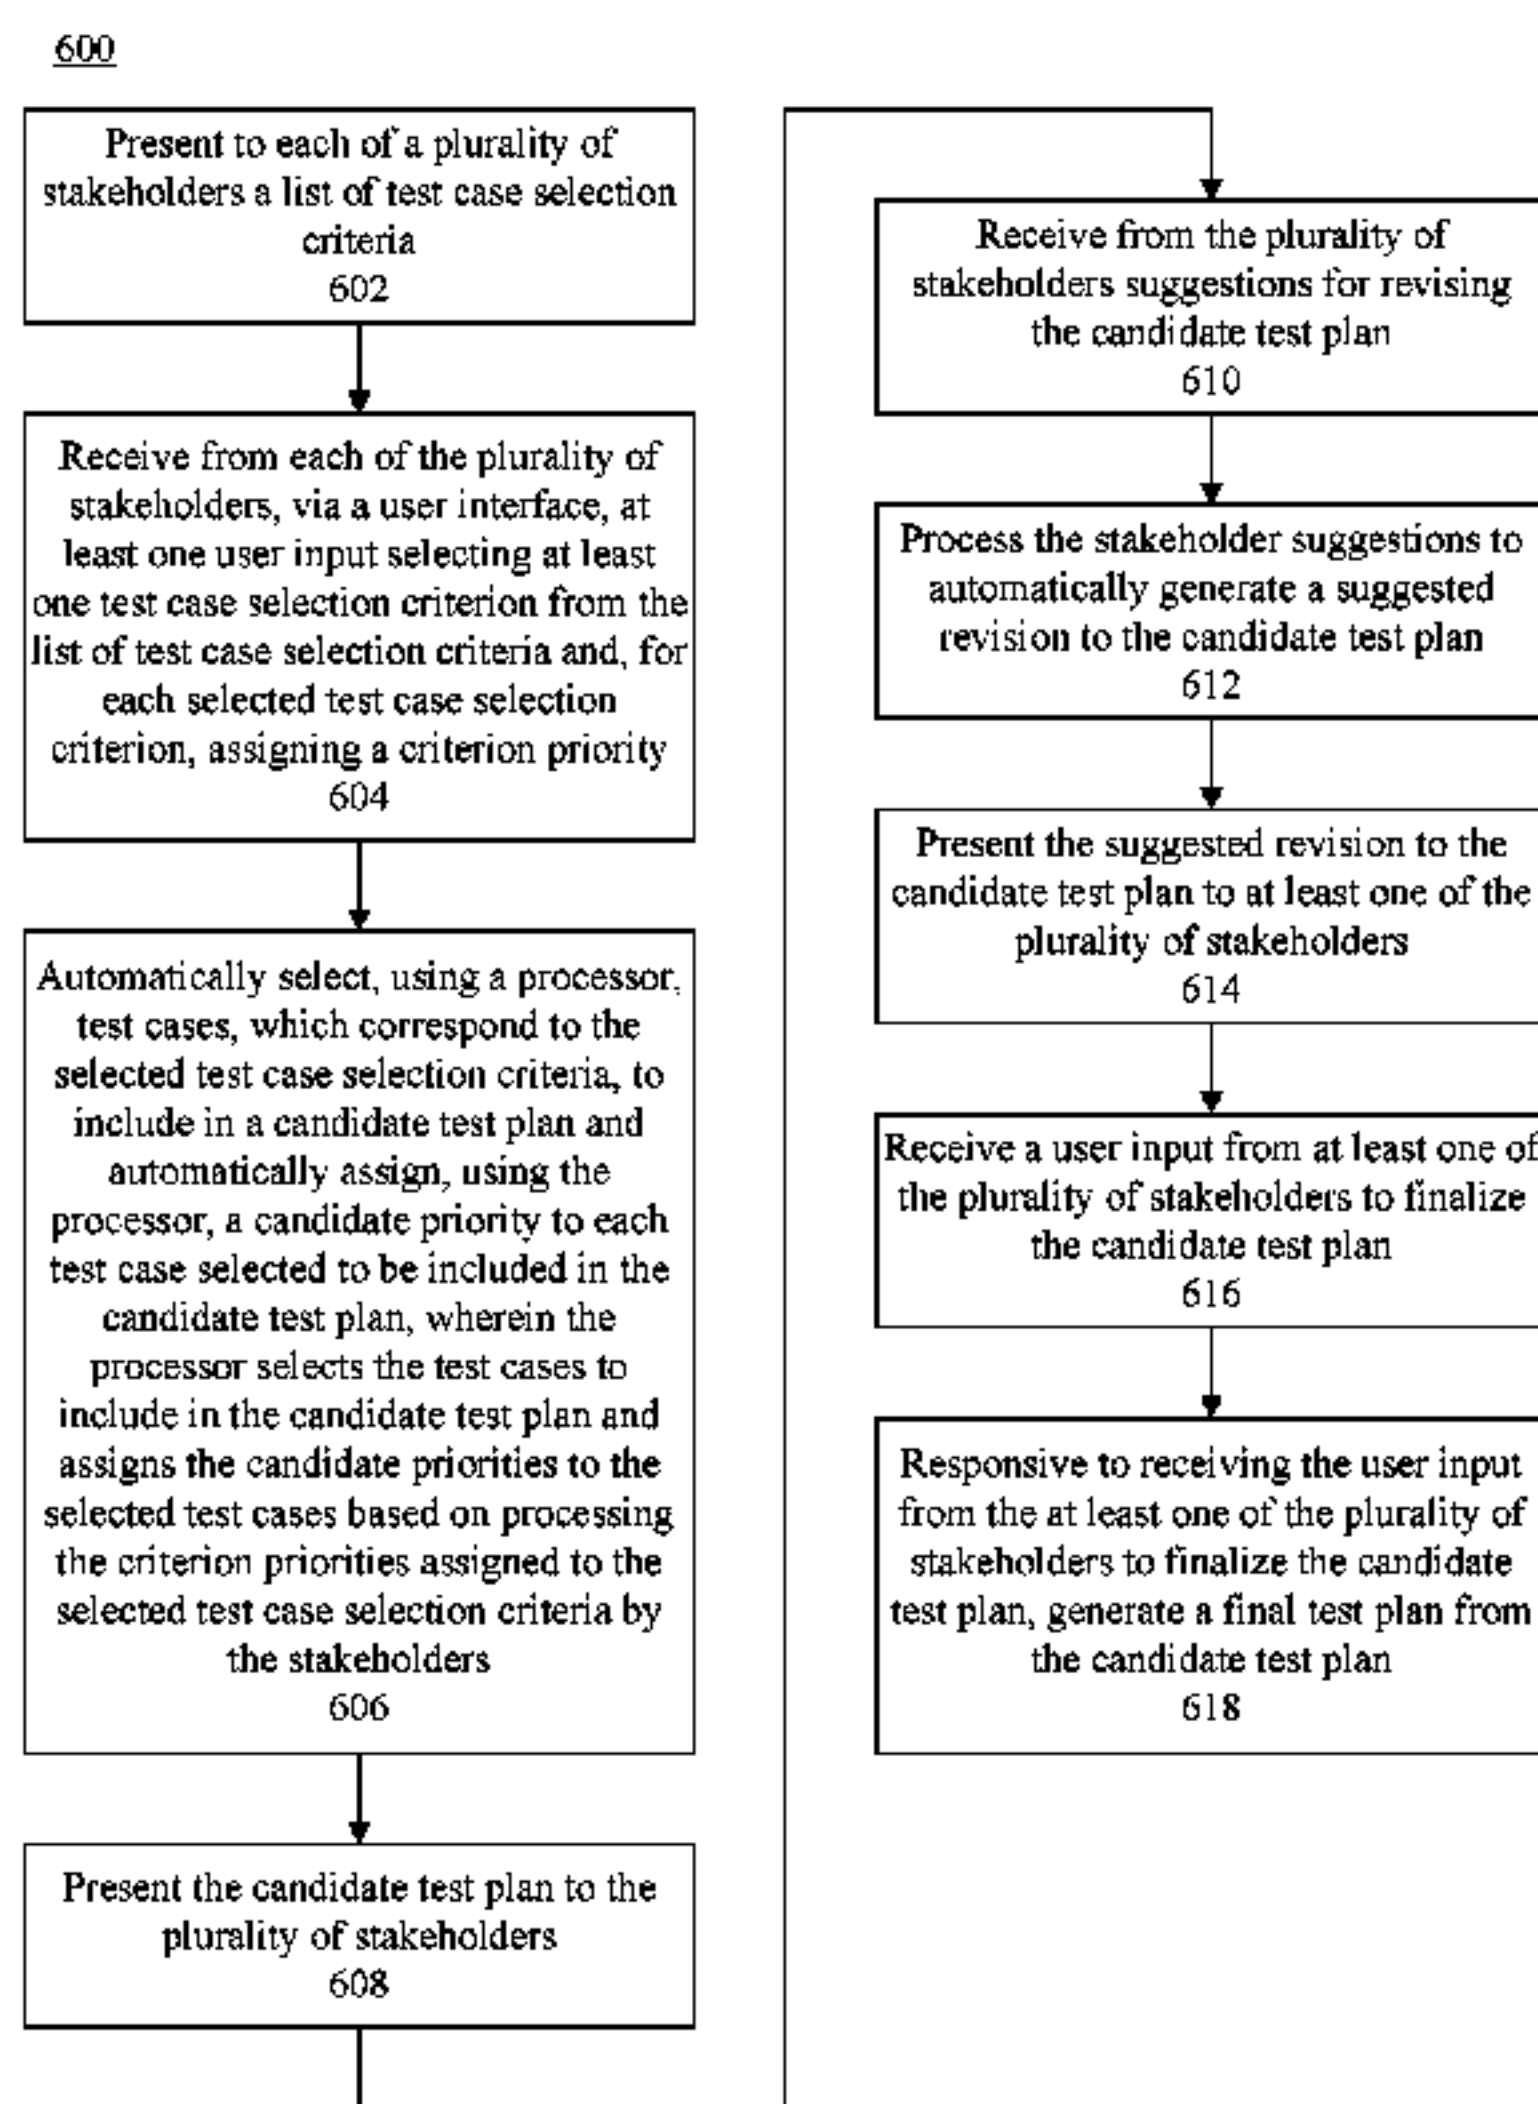 600
Present to each of a plurality of
stakeholders a list of test case selection
criteria
602
Receive from each of the plurality of
stakeholders, via a user interface, at
least one user input selecting at least
one test case selection criterion from the
list of test case selection criteria and, for
each selected test case selection
criterion, assigning a criterion priority
604
Automatically select, using a processor,
test cases, which correspond to the
selected test case selection criteria, to
include in a candidate test plan and
automatically assign, using the
processor, a candidate priority to each
test case selected to be included in the
candidate test plan, wherein the
processor selects the test cases to
include in the candidate test plan and
assigns the candidate priorities to the
selected test cases based on processing
the criterion priorities assigned to the
selected test case selection criteria by
the stakeholders
606
Present the candidate test plan to the
plurality of stakeholders
608
Receive from the plurality of
stakeholders suggestions for revising
the candidate test plan
610
Process the stakeholder suggestions to
automatically generate a suggested
revision to the candidate test plan
612
Present the suggested revision to the
candidate test plan to at least one of the
plurality of stakeholders
614
Receive a user input from at least one of
the plurality of stakeholders to finalize
the candidate test plan
616
Responsive to receiving the user input
from the at least one of the plurality of
stakeholders to finalize the candidate
test plan, generate a final test plan from
the candidate test plan
618